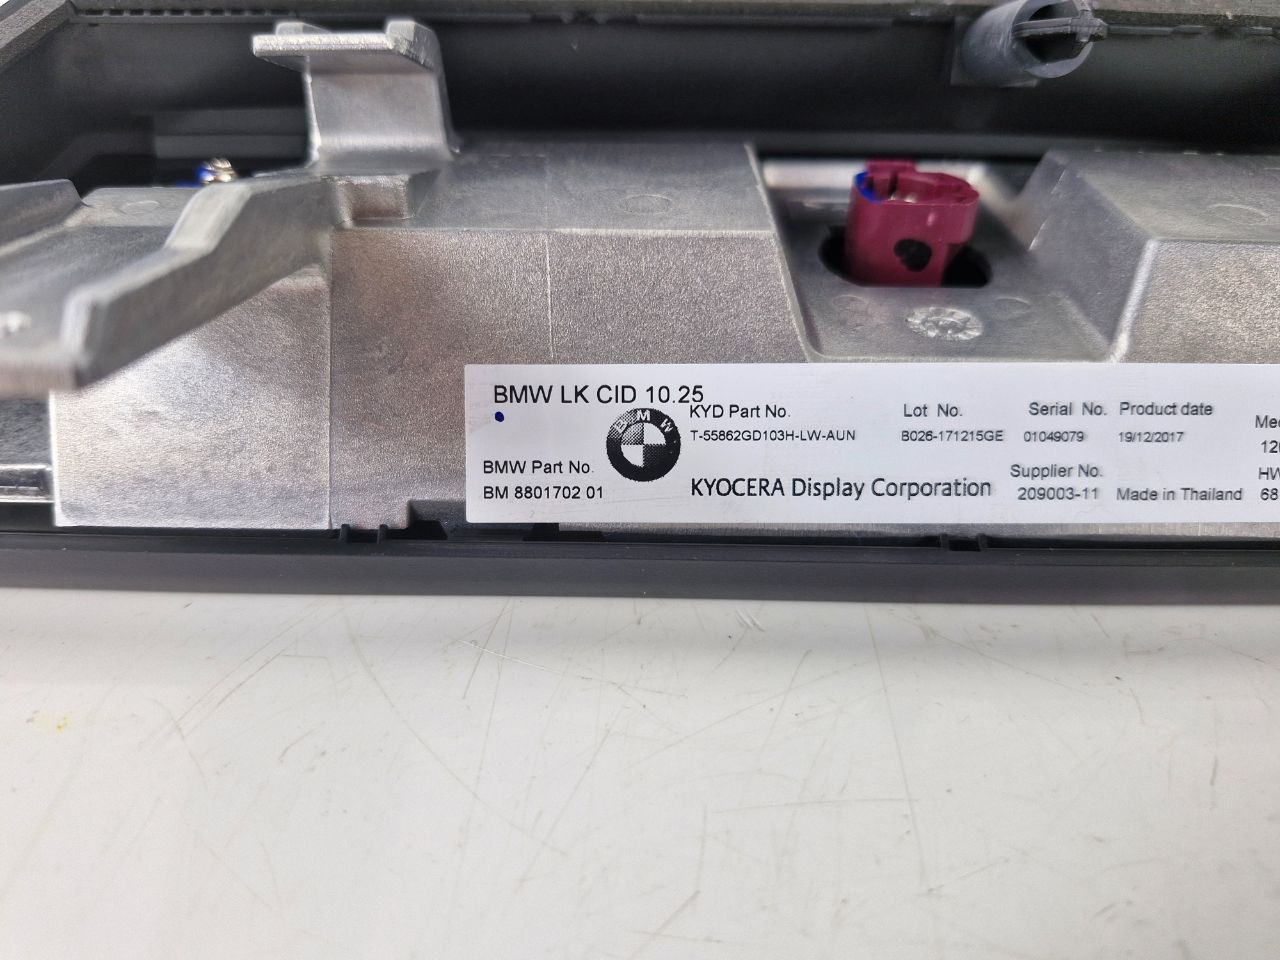 BMW LK CID 10.25
BMW
KYD Part No.
T-55862GD103H-LW-AUN
Lot No.
B026-171215GE
Serial No.
01049079
Product date
19/12/2017
BMW Part No.
BM 8801702 01
KYOCERA Display Corporation
Supplier No.
209003-11
Made in Thailand
HW
68